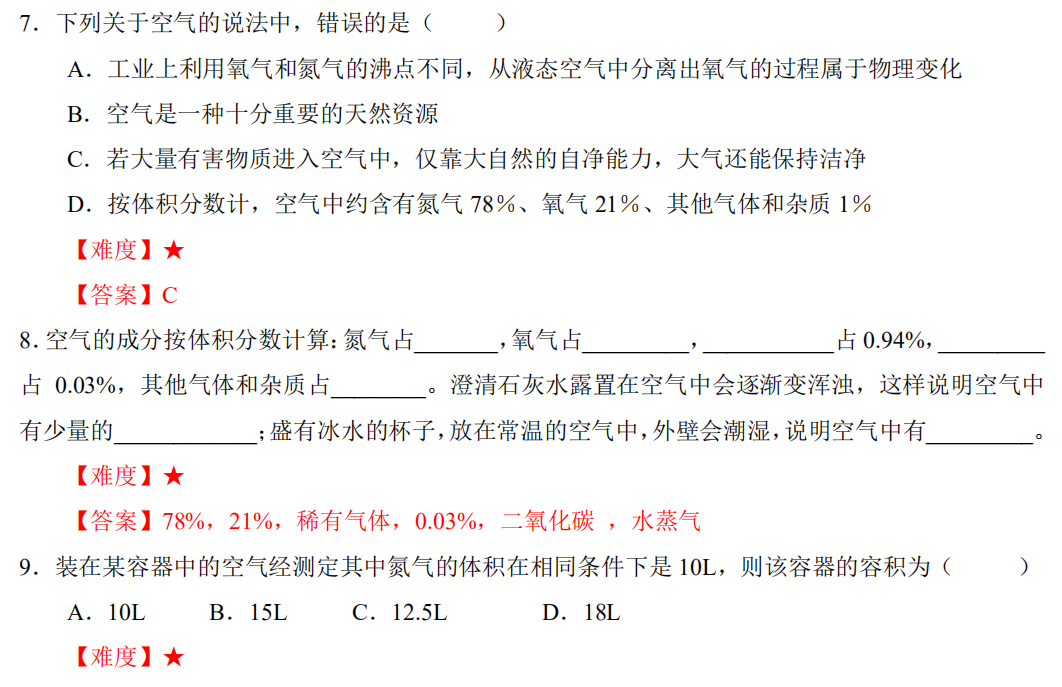 7．下列关于空气的说法中，错误的是（　　）
A．工业上利用氧气和氮气的沸点不同，从液态空气中分离出氧气的过程属于物理变化
B．空气是一种十分重要的天然资源
C．若大量有害物质进入空气中，仅靠大自然的自净能力，大气还能保持洁净
D．按体积分数计，空气中约含有氮气 78%、氧气 21%、其他气体和杂质 1%
【难度】★
【答案】C
8．空气的成分按体积分数计算：氮气占_______，氧气占_________，___________占 0.94%，_________
占 0.03%，其他气体和杂质占________。澄清石灰水露置在空气中会逐渐变浑浊，这样说明空气中
有少量的____________；盛有冰水的杯子，放在常温的空气中，外壁会潮湿，说明空气中有_________。
【难度】★
【答案】78%，21%，稀有气体，0.03%，二氧化碳 ，水蒸气
9．装在某容器中的空气经测定其中氮气的体积在相同条件下是 10L，则该容器的容积为（　　）
A．10L　　B．15L　　C．12.5L　　D．18L
【难度】★